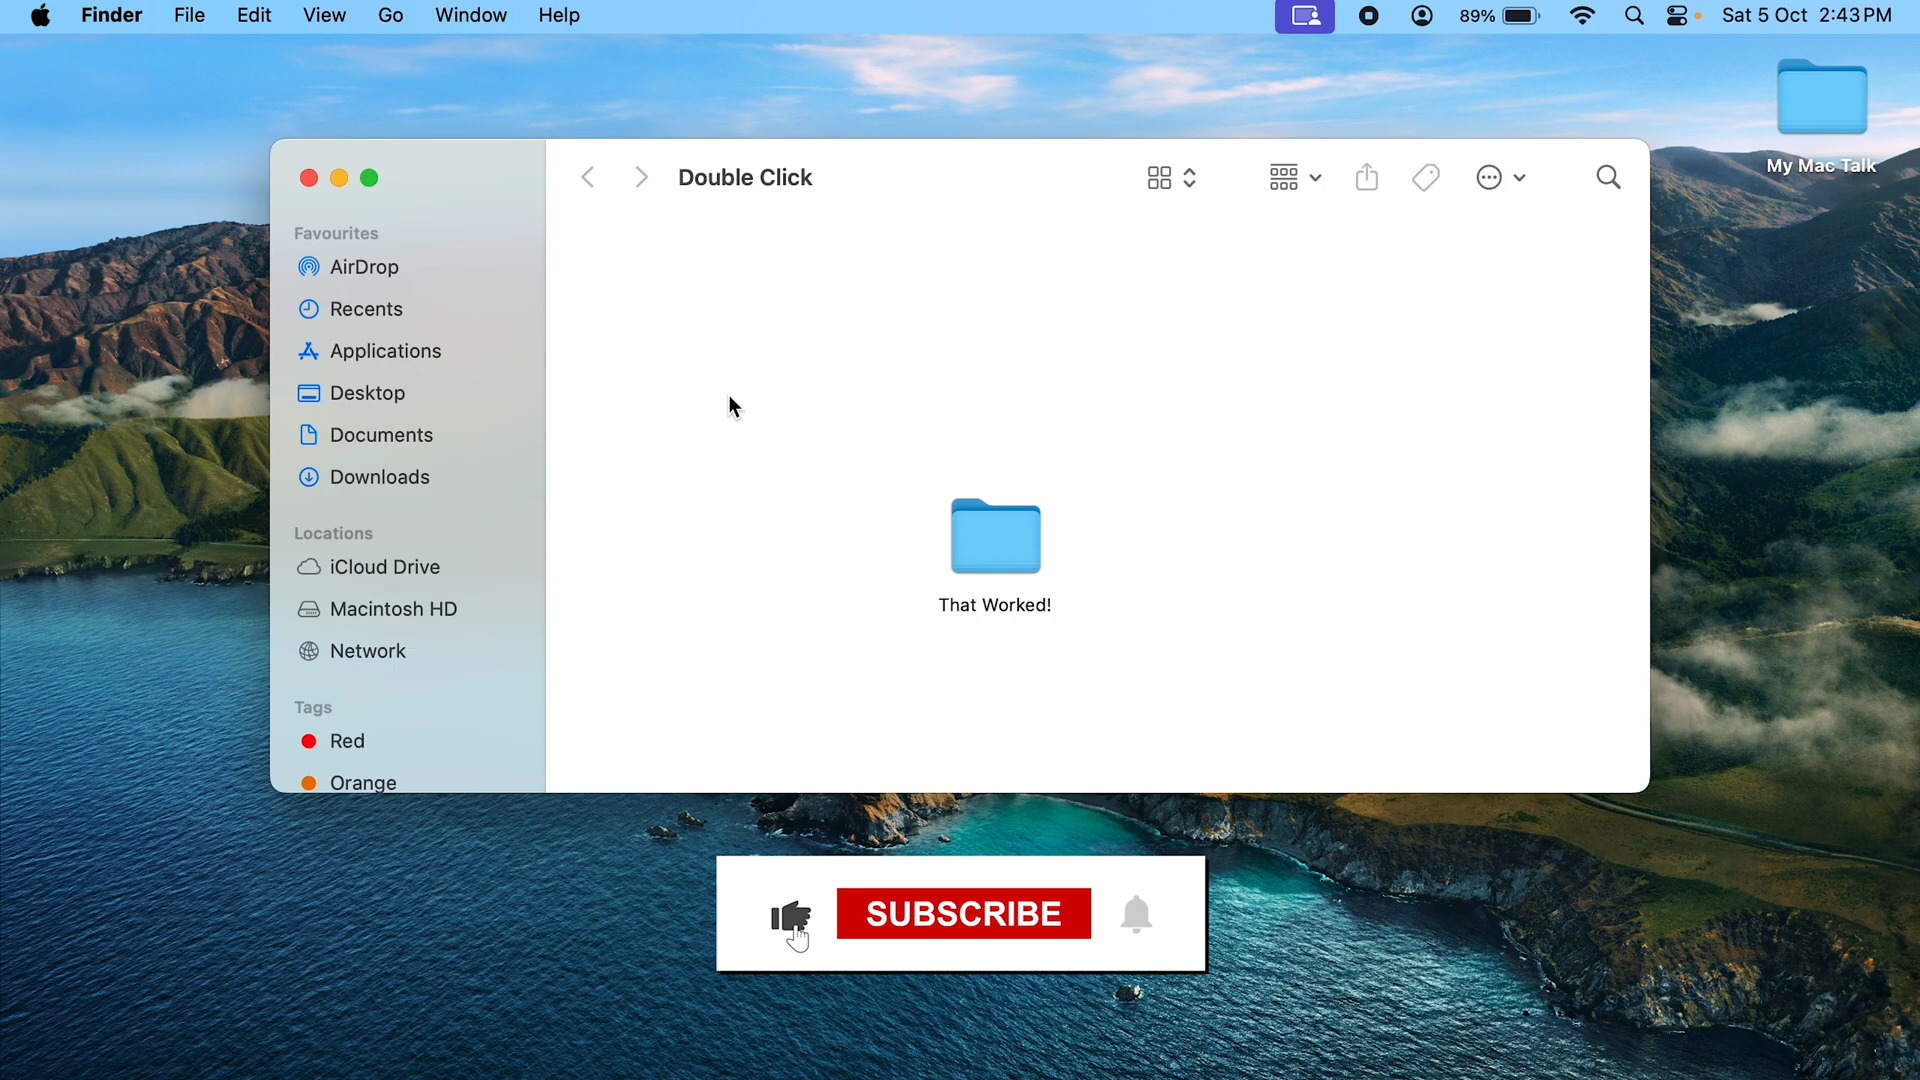 Finder File Edit View Go Window Help 89% Sat 5 Oct 2:43 PM
My Mac Talk
Double Click
Favourites
AirDrop
Recents
Applications
Desktop
Documents
Downloads
Locations
iCloud Drive
Macintosh HD
Network
Tags
Red
Orange
That Worked!
SUBSCRIBE